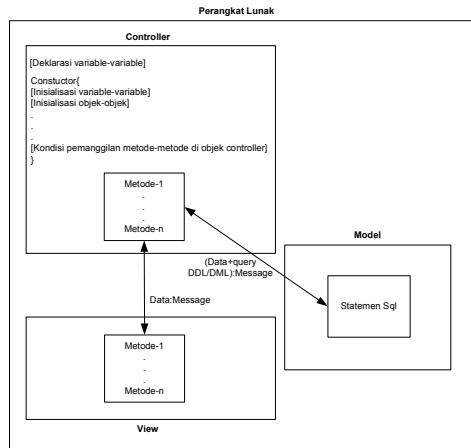 Perangkat Lunak
Controller
[Deklarasi variable-variable]
Constuctor{
[Inisialisasi variable-variable]
[Inisialisasi objek-objek]
.
.
.
[Kondisi pemanggilan metode-metode di objek controller]
}
Metode-1
.
.
.
Metode-n
(Data+query
DDL/DML):Message
Data:Message
Model
Statemen Sql
Metode-1
.
.
.
Metode-n
View